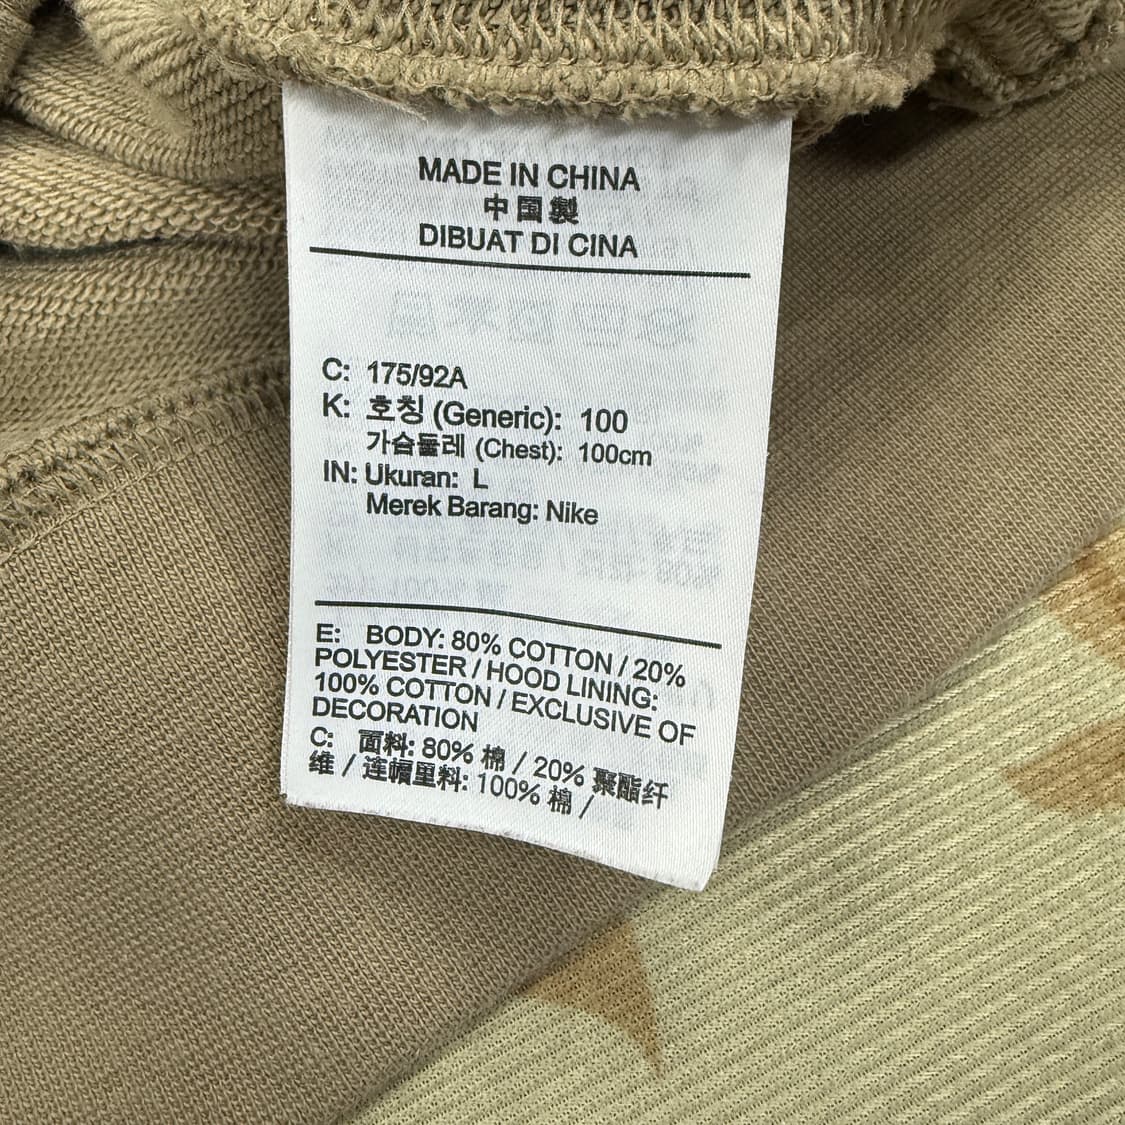 MADE IN CHINA
中国製
DIBUAT DI CINA
C: 175/92A
K: 호칭 (Generic): 100
가슴둘레 (Chest): 100cm
IN: Ukuran: L
Merek Barang: Nike
E: BODY: 80% COTTON / 20%
POLYESTER / HOOD LINING:
100% COTTON / EXCLUSIVE OF
DECORATION
C: 面料: 80% 棉 / 20% 聚酯纤
维 / 连帽里料: 100% 棉 /